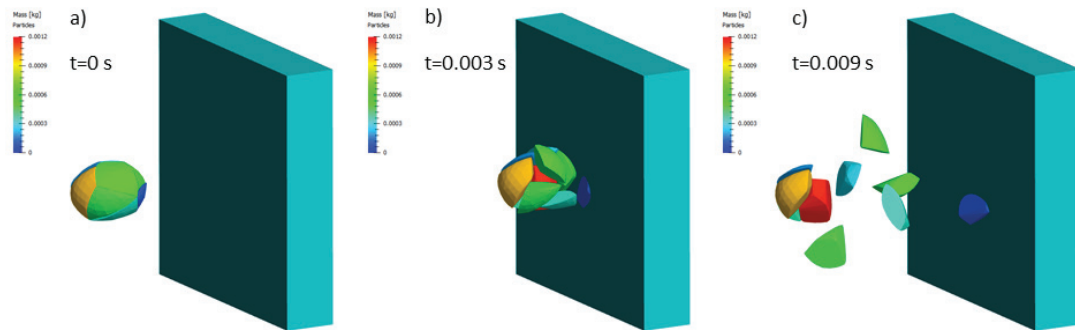 Mass [kg]
Particles
0.0012
0.0009
0.0006
0.0003
0
a)
t=0 s
Mass [kg]
Particles
0.0012
0.0009
0.0006
0.0003
0
b)
t=0.003 s
Mass [kg]
Particles
0.0012
0.0009
0.0006
0.0003
0
c)
t=0.009 s